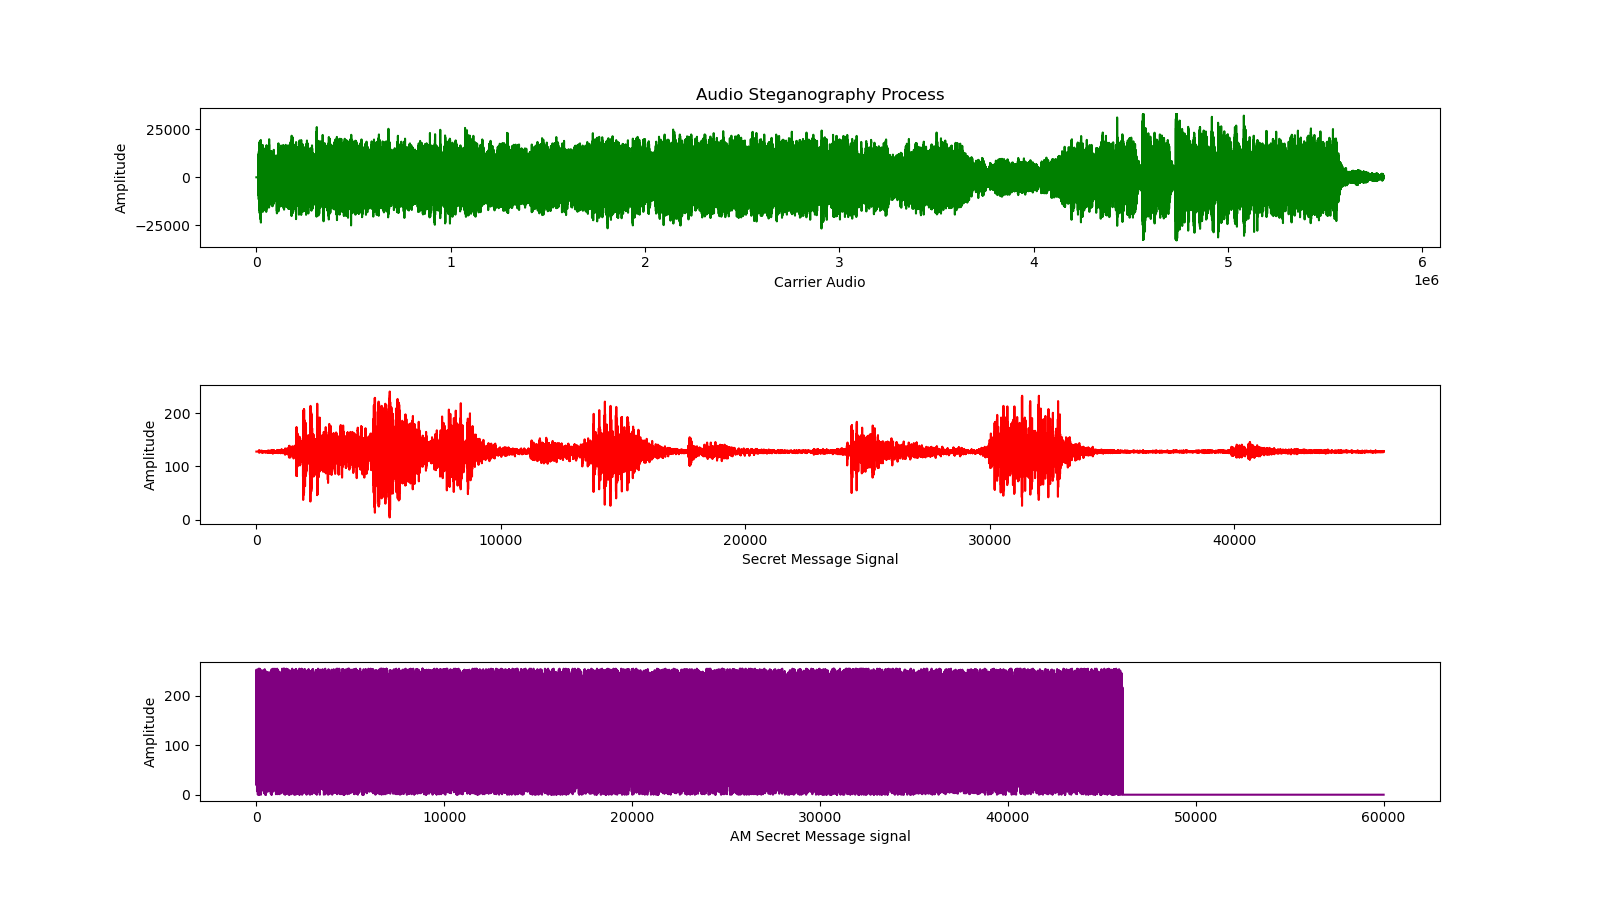 Audio Steganography Process
Amplitude
25000
0
−25000
0 1 2 3 4 5 6
1e6
Carrier Audio
Amplitude
200
100
0
0 10000 20000 30000 40000
Secret Message Signal
Amplitude
200
100
0
0 10000 20000 30000 40000 50000 60000
AM Secret Message signal